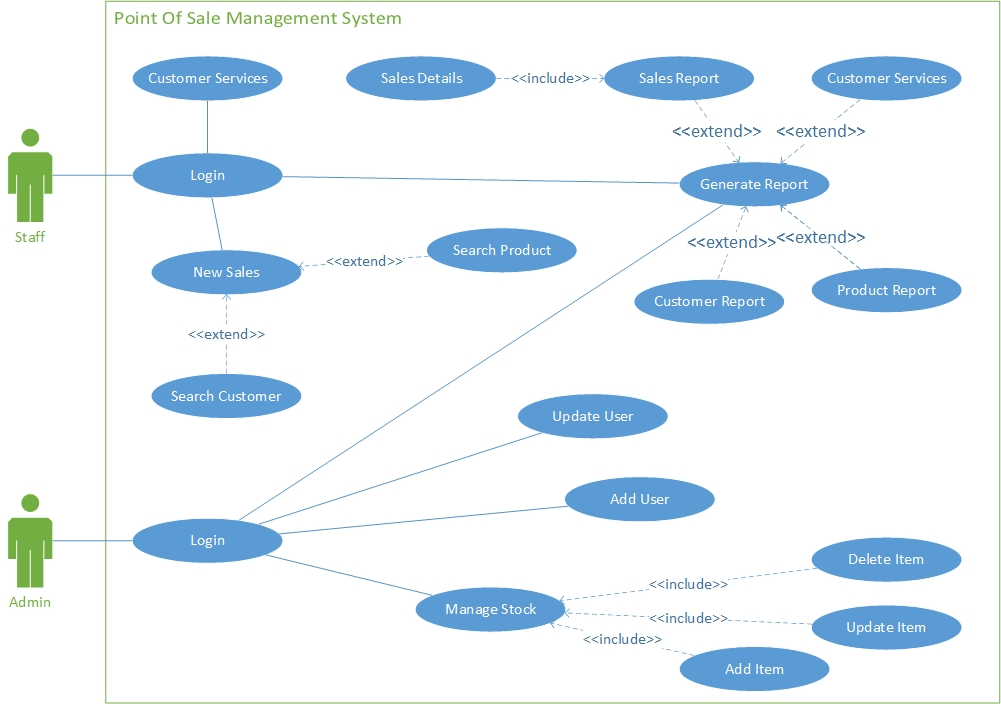 Point Of Sale Management System
Customer Services
Sales Details
<<include>>
Sales Report
Customer Services
<<extend>>
<<extend>>
Staff
Login
Generate Report
<<extend>>
<<extend>>
New Sales
<<extend>>
Search Product
Customer Report
Product Report
<<extend>>
Search Customer
Update User
Add User
Admin
Login
Delete Item
<<include>>
Manage Stock
<<include>>
Update Item
<<include>>
Add Item